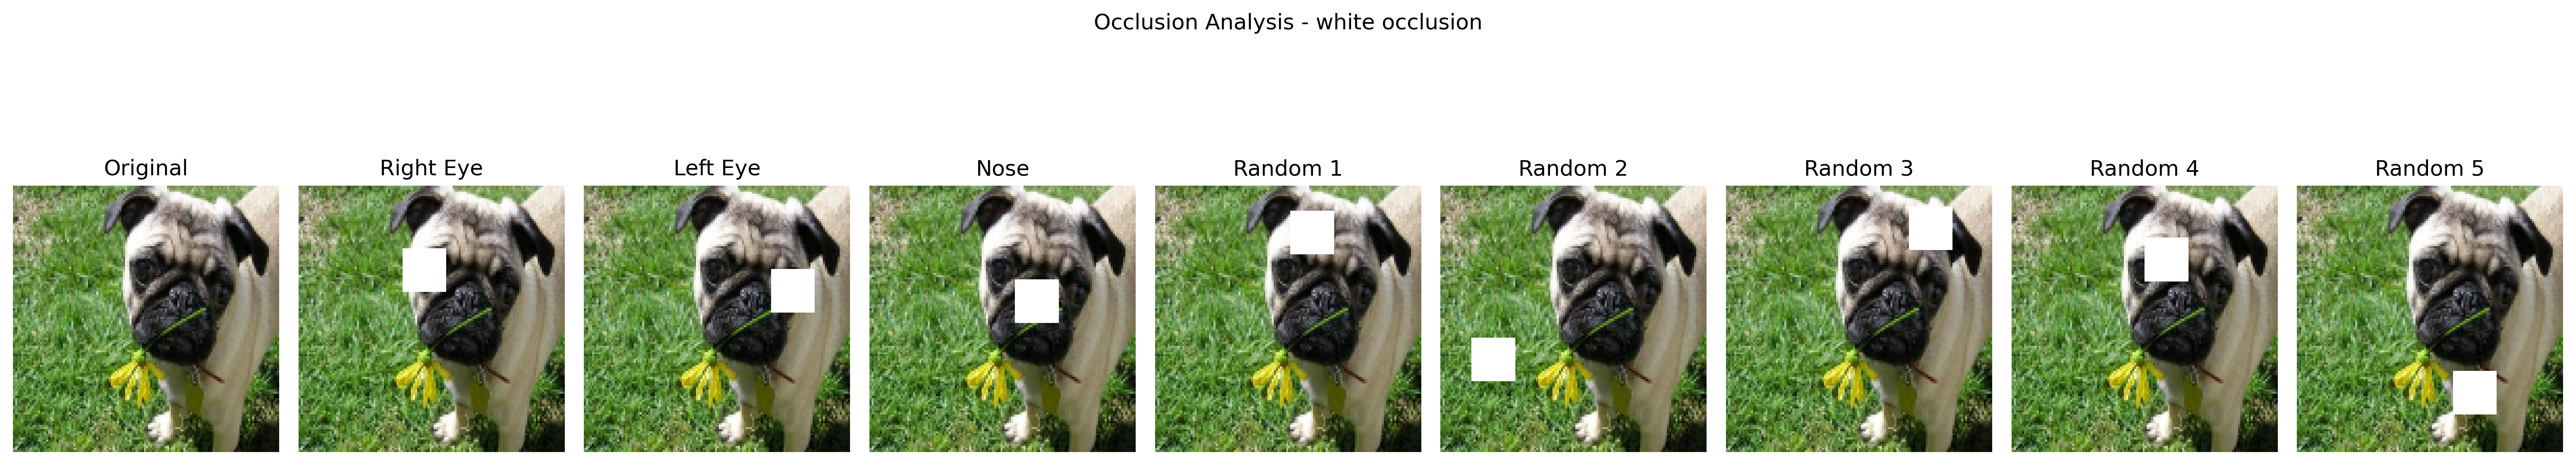 Occlusion Analysis - white occlusion
Original
Right Eye
Left Eye
Nose
Random 1
Random 2
Random 3
Random 4
Random 5